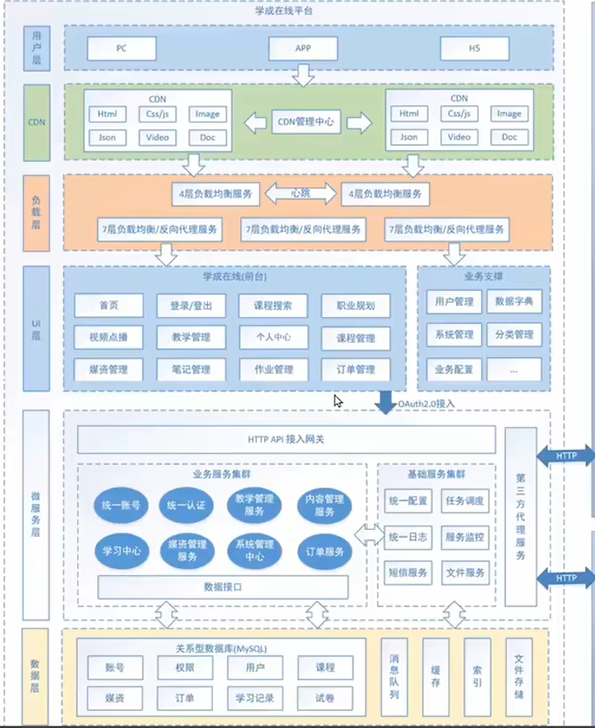 学成在线平台
用户层
PC
APP
H5
CDN
CDN
Html
Css/js
Image
Json
Video
Doc
CDN管理中心
CDN
Html
Css/js
Image
Json
Video
Doc
负载层
4层负载均衡服务
心跳
4层负载均衡服务
7层负载均衡/反向代理服务
7层负载均衡/反向代理服务
7层负载均衡/反向代理服务
UI层
学成在线(前台)
首页
登录/登出
课程搜索
职业规划
视频点播
教学管理
个人中心
课程管理
媒资管理
笔记管理
作业管理
订单管理
业务支撑
用户管理
数据字典
系统管理
分类管理
业务配置
...
OAuth2.0接入
微服务层
HTTP API 接入网关
业务服务集群
统一账号
统一认证
教学管理服务
内容管理服务
学习中心
媒资管理服务
系统管理中心
订单服务
数据接口
基础服务集群
统一配置
任务调度
统一日志
服务监控
短信服务
文件服务
第三方代理服务
HTTP
HTTP
数据层
关系型数据库(MySQL)
账号
权限
用户
课程
媒资
订单
学习记录
试卷
消息队列
缓存
索引
文件存储